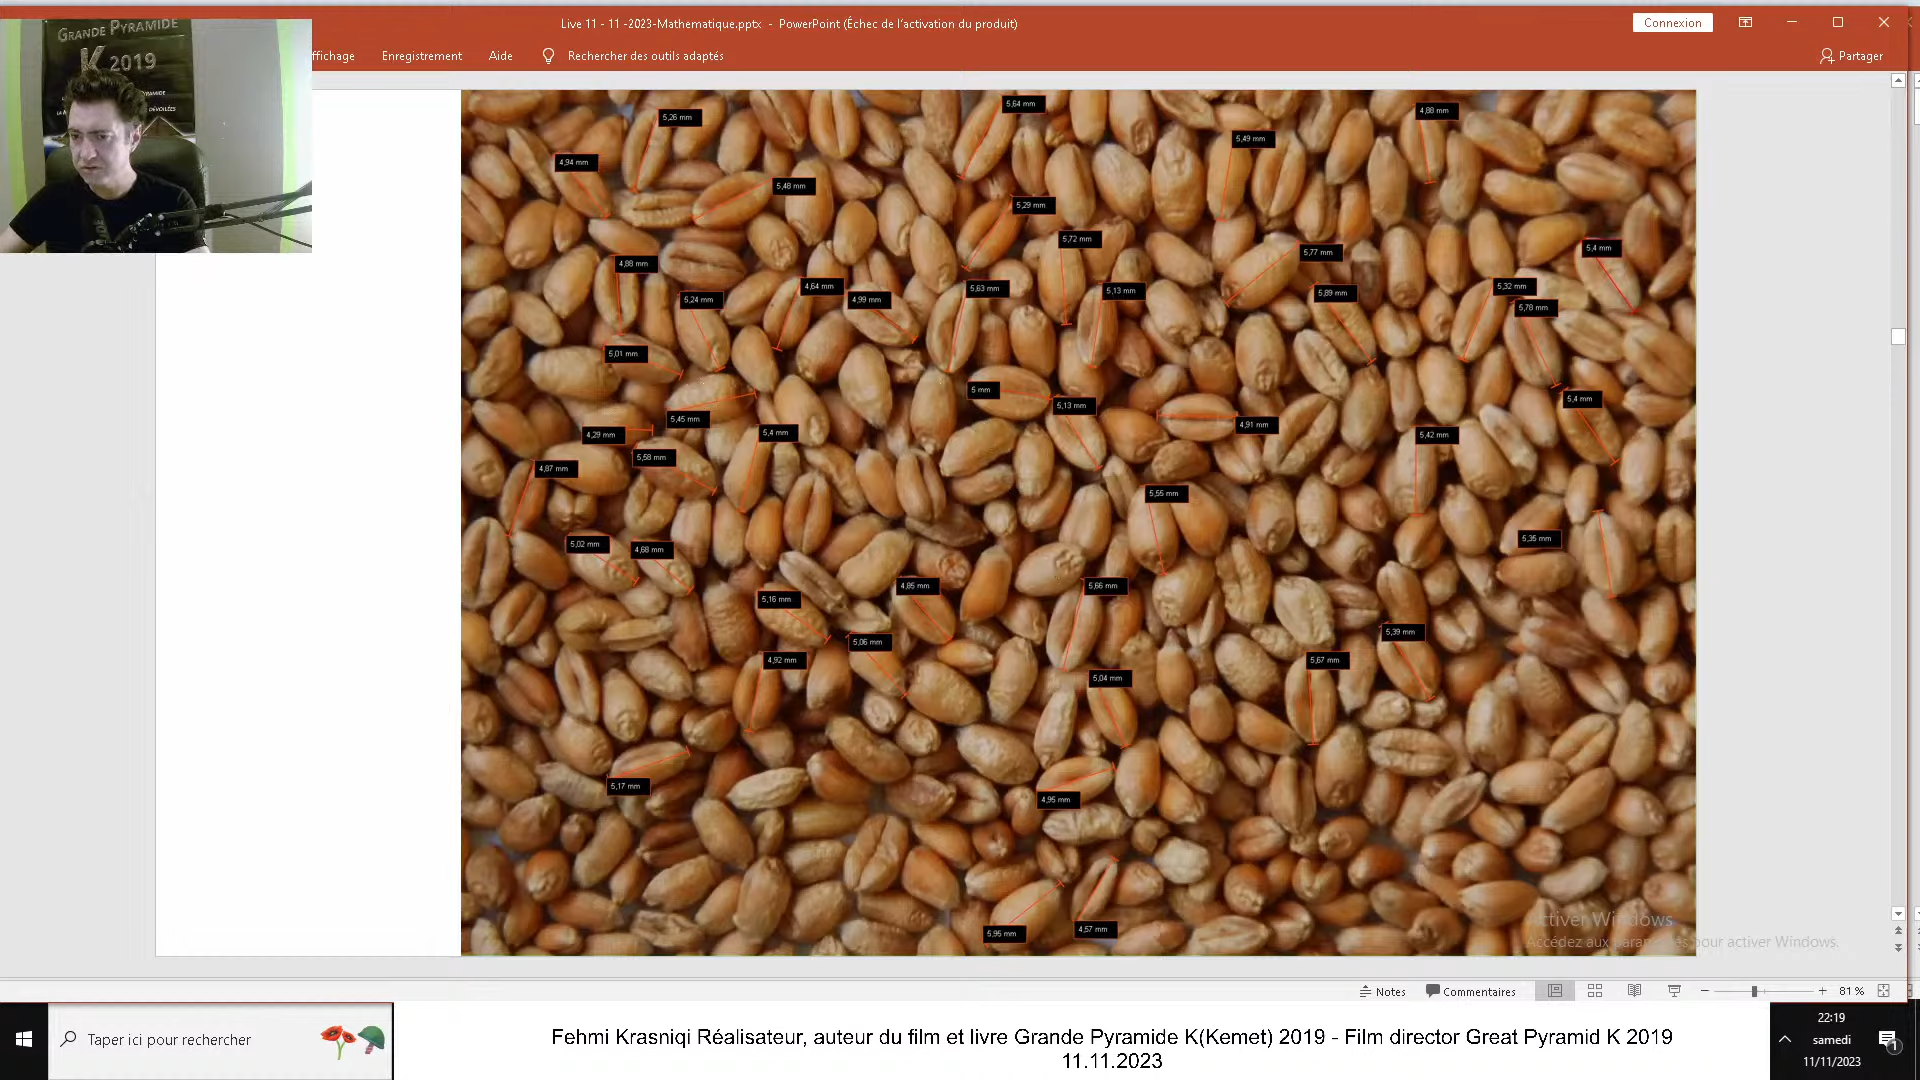 Live 11 - 11 -2023-Mathematique.pptx - PowerPoint (Échec de l'activation du produit)
Connexion
GRANDE PYRAMIDE
K 2019
ffichage
Enregistrement
Aide
Rechercher des outils adaptés
Partager
5,64 mm
5,26 mm
4,88 mm
5,49 mm
4,94 mm
5,48 mm
5,29 mm
5,72 mm
5,4 mm
5,77 mm
4,88 mm
4,64 mm
5,63 mm
5,13 mm
5,32 mm
5,24 mm
4,99 mm
5,89 mm
5,78 mm
5,01 mm
5 mm
5,4 mm
5,13 mm
5,45 mm
4,91 mm
4,29 mm
5,4 mm
5,42 mm
5,58 mm
4,87 mm
5,55 mm
5,02 mm
4,68 mm
5,35 mm
4,85 mm
5,66 mm
5,16 mm
5,06 mm
5,39 mm
4,92 mm
5,67 mm
5,04 mm
5,17 mm
4,95 mm
5,95 mm
4,57 mm
Activer Windows
Accédez aux paramètres pour activer Windows.
Notes
Commentaires
81 %
Taper ici pour rechercher
Fehmi Krasniqi Réalisateur, auteur du film et livre Grande Pyramide K(Kemet) 2019 - Film director Great Pyramid K 2019
11.11.2023
22:19
samedi
11/11/2023
1